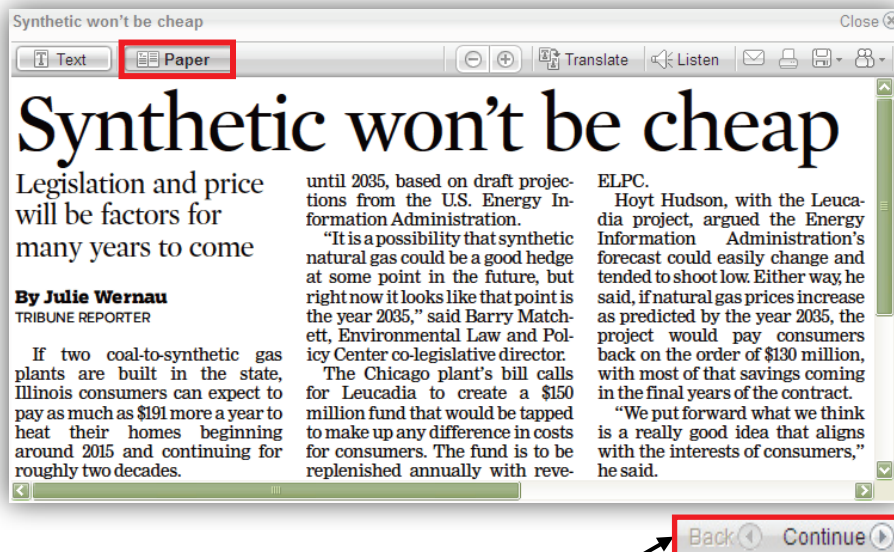 Synthetic won't be cheap
Close
Text
Paper
Translate
Listen
Synthetic won't be cheap
Legislation and price
will be factors for
many years to come
By Julie Wernau
TRIBUNE REPORTER
If two coal-to-synthetic gas
plants are built in the state,
Illinois consumers can expect to
pay as much as $191 more a year to
heat their homes beginning
around 2015 and continuing for
roughly two decades.
until 2035, based on draft projec-
tions from the U.S. Energy In-
formation Administration.
“It is a possibility that synthetic
natural gas could be a good hedge
at some point in the future, but
right now it looks like that point is
the year 2035,” said Barry Match-
ett, Environmental Law and Pol-
icy Center co-legislative director.
The Chicago plant’s bill calls
for Leucadia to create a $150
million fund that would be tapped
to make up any difference in costs
for consumers. The fund is to be
replenished annually with reve-
ELPC.
Hoyt Hudson, with the Leuca-
dia project, argued the Energy
Information Administration’s
forecast could easily change and
tended to shoot low. Either way, he
said, if natural gas prices increase
as predicted by the year 2035, the
project would pay consumers
back on the order of $130 million,
with most of that savings coming
in the final years of the contract.
“We put forward what we think
is a really good idea that aligns
with the interests of consumers,”
he said.
Back Continue